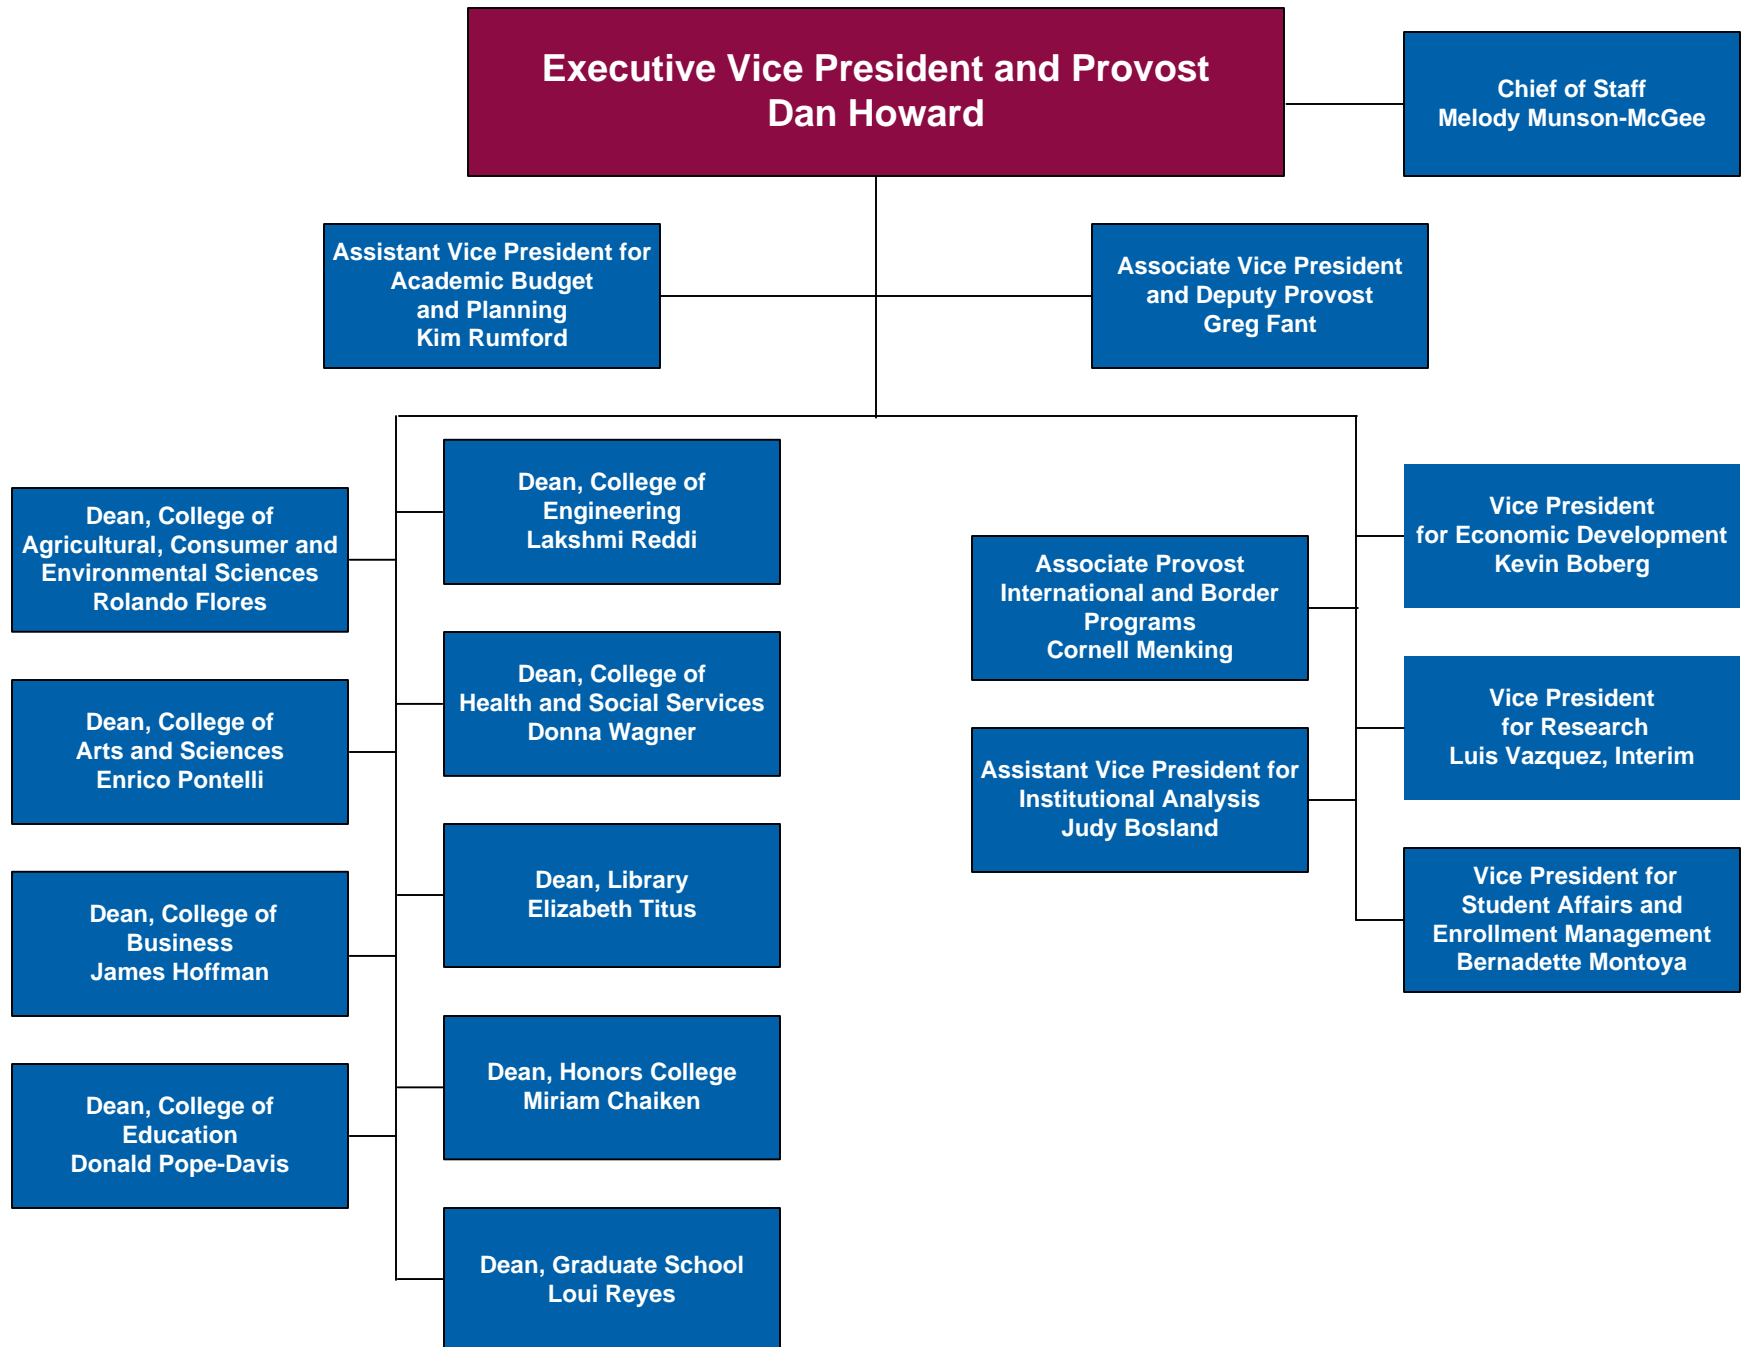 Executive Vice President and Provost
Dan Howard
Chief of Staff
Melody Munson-McGee
Assistant Vice President for
Academic Budget
and Planning
Kim Rumford
Associate Vice President
and Deputy Provost
Greg Fant
Dean, College of
Agricultural, Consumer and
Environmental Sciences
Rolando Flores
Dean, College of
Arts and Sciences
Enrico Pontelli
Dean, College of
Business
James Hoffman
Dean, College of
Education
Donald Pope-Davis
Dean, College of
Engineering
Lakshmi Reddi
Dean, College of
Health and Social Services
Donna Wagner
Dean, Library
Elizabeth Titus
Dean, Honors College
Miriam Chaiken
Dean, Graduate School
Loui Reyes
Associate Provost
International and Border
Programs
Cornell Menking
Assistant Vice President for
Institutional Analysis
Judy Bosland
Vice President
for Economic Development
Kevin Boberg
Vice President
for Research
Luis Vazquez, Interim
Vice President for
Student Affairs and
Enrollment Management
Bernadette Montoya